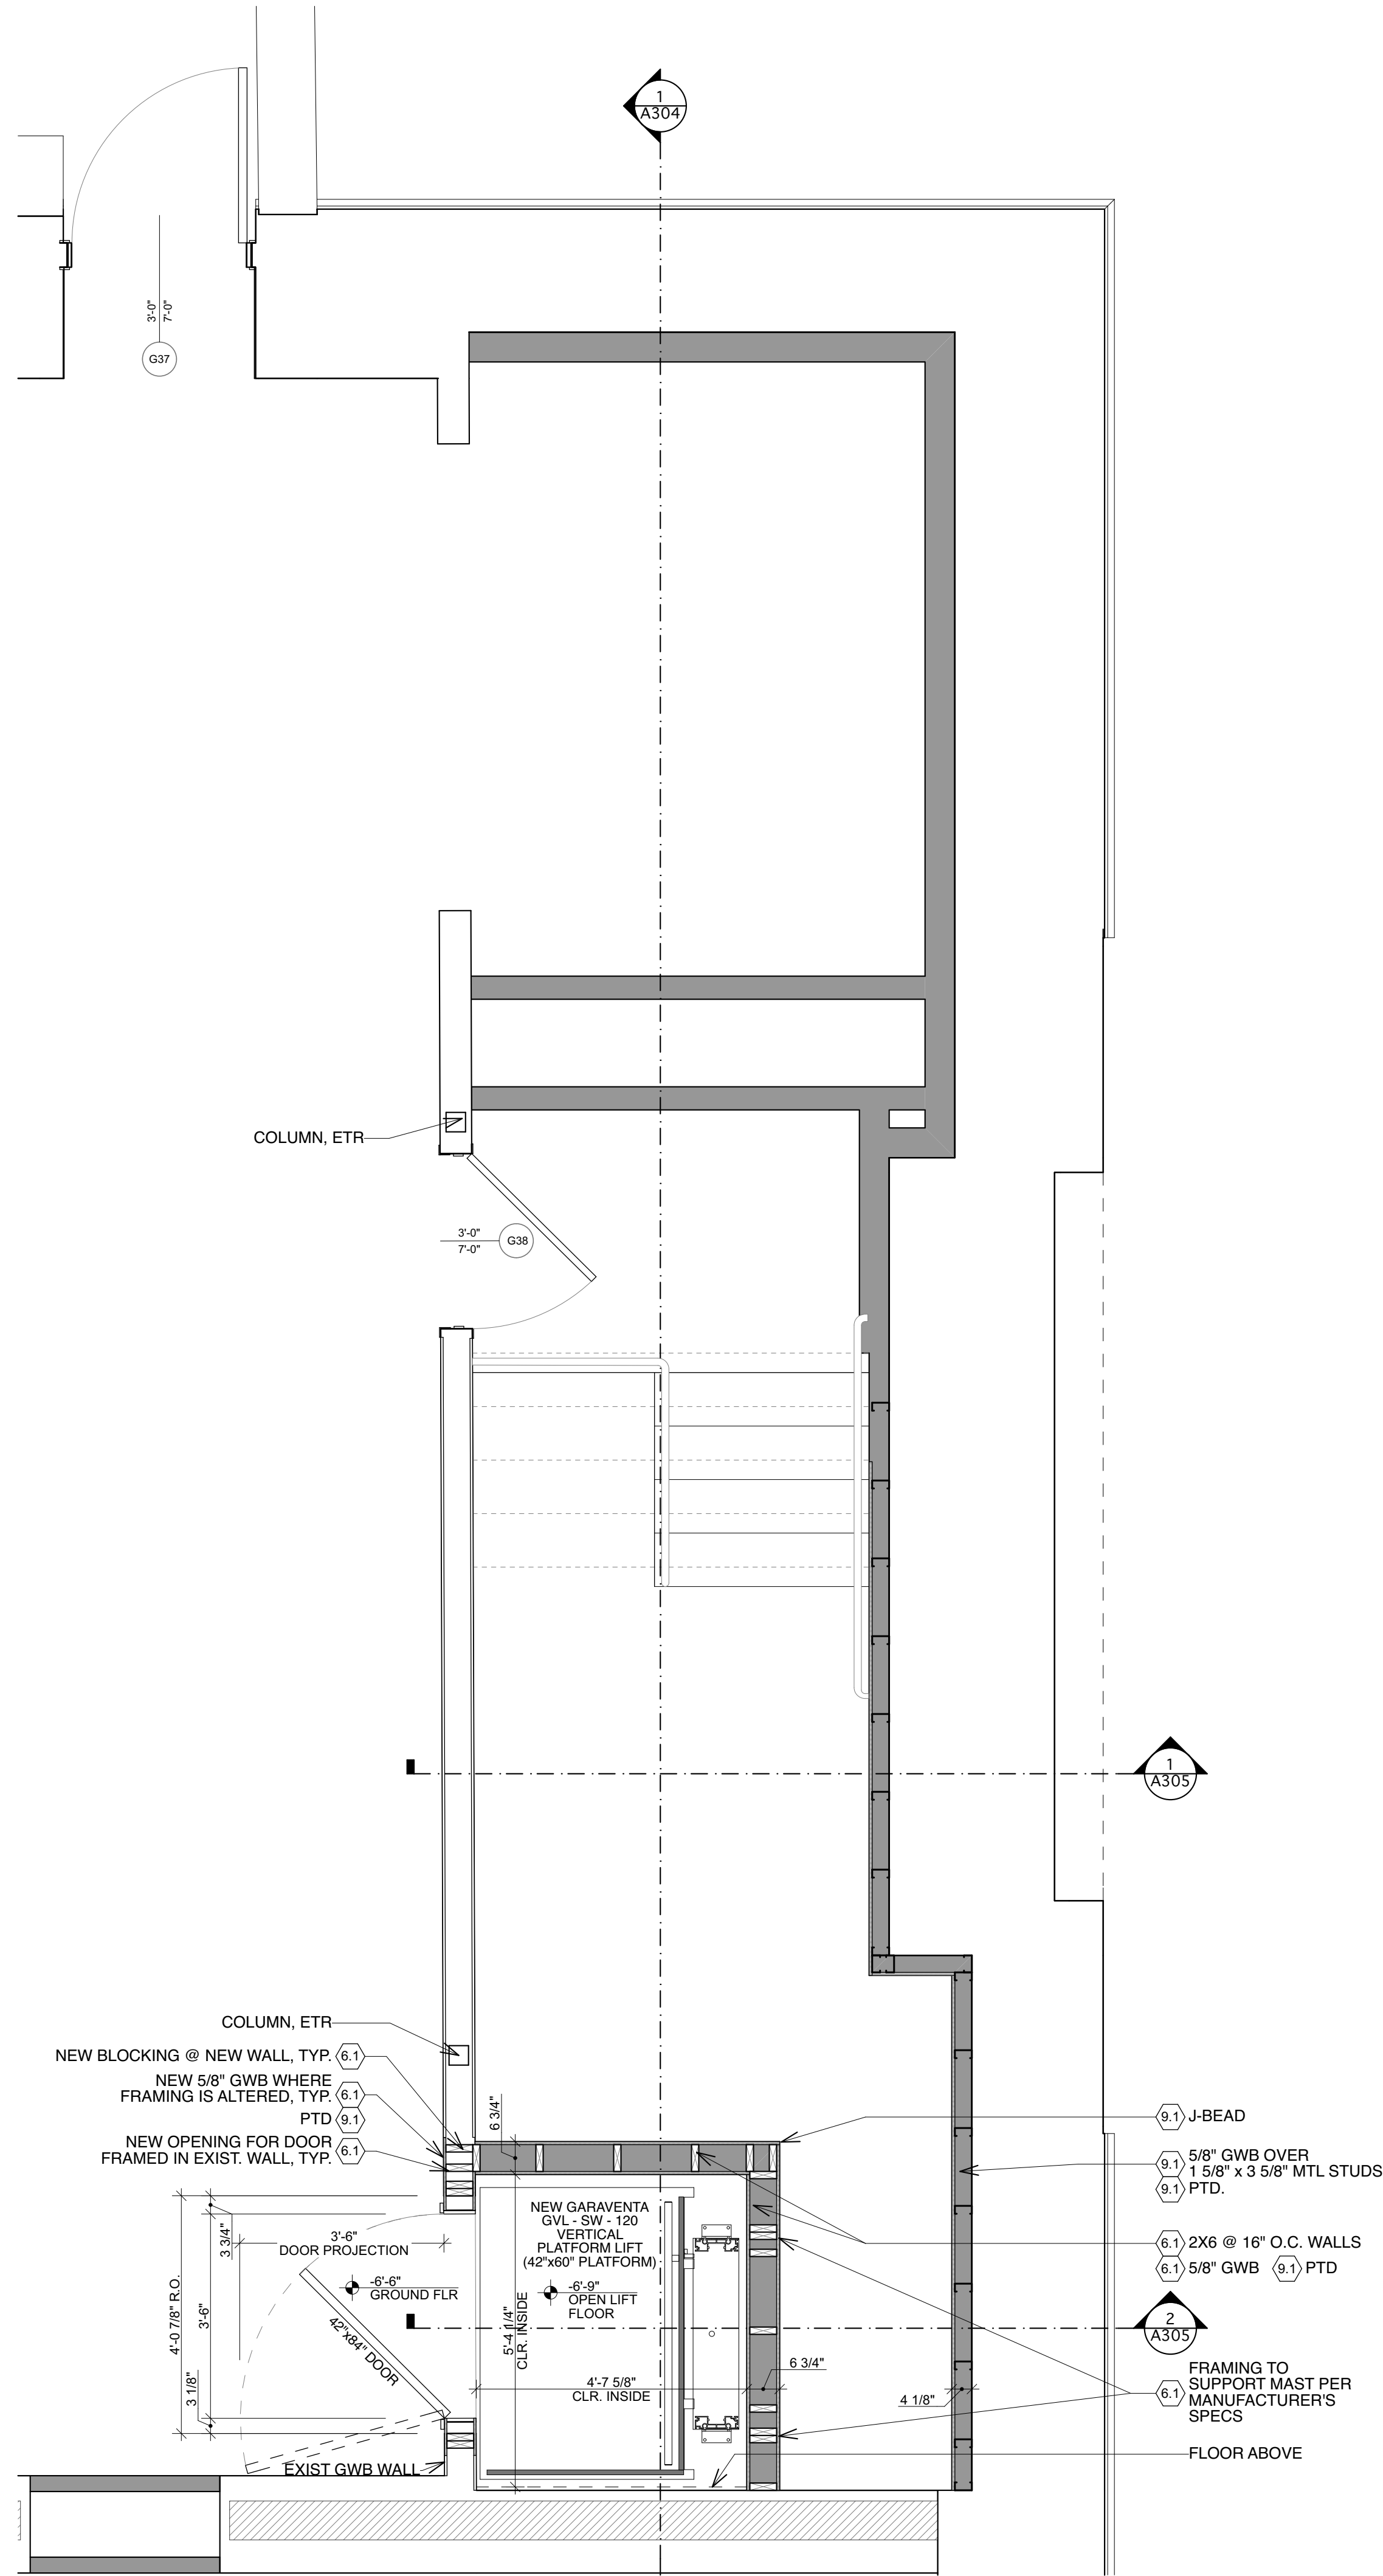 1
A304
3'-0"
7'-0"
G37
COLUMN, ETR
3'-0"
7'-0"
G38
1
A305
COLUMN, ETR
NEW BLOCKING @ NEW WALL, TYP. 6.1
NEW 5/8" GWB WHERE
FRAMING IS ALTERED, TYP. 6.1
PTD 9.1
NEW OPENING FOR DOOR
FRAMED IN EXIST. WALL, TYP. 6.1
6 3/4"
9.1 J-BEAD
9.1 5/8" GWB OVER
1 5/8" x 3 5/8" MTL STUDS
9.1 PTD.
6.1 2X6 @ 16" O.C. WALLS
6.1 5/8" GWB 9.1 PTD
2
A305
6.1 FRAMING TO
SUPPORT MAST PER
MANUFACTURER'S
SPECS
FLOOR ABOVE
4'-0 7/8" R.O.
3 3/4"
3'-6"
3 1/8"
3'-6"
DOOR PROJECTION
-6'-6"
GROUND FLR
42"x84" DOOR
EXIST GWB WALL
NEW GARAVENTA
GVL - SW - 120
VERTICAL
PLATFORM LIFT
(42"x60" PLATFORM)
-6'-9"
OPEN LIFT
FLOOR
5'-4 1/4"
CLR. INSIDE
4'-7 5/8"
CLR. INSIDE
6 3/4"
4 1/8"